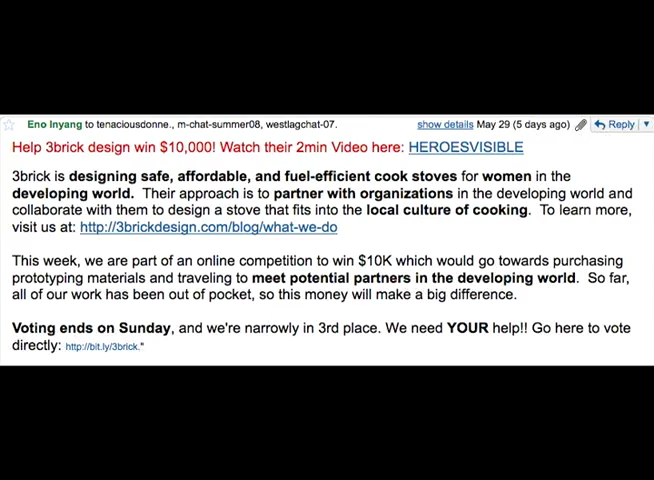 Eno Inyang to tenaciousdonne., m-chat-summer08, westlagchat-07. show details May 29 (5 days ago) Reply
Help 3brick design win $10,000! Watch their 2min Video here: HEROESVISIBLE
3brick is designing safe, affordable, and fuel-efficient cook stoves for women in the
developing world. Their approach is to partner with organizations in the developing world and
collaborate with them to design a stove that fits into the local culture of cooking. To learn more,
visit us at: http://3brickdesign.com/blog/what-we-do
This week, we are part of an online competition to win $10K which would go towards purchasing
prototyping materials and traveling to meet potential partners in the developing world. So far,
all of our work has been out of pocket, so this money will make a big difference.
Voting ends on Sunday, and we're narrowly in 3rd place. We need YOUR help!! Go here to vote
directly: http://bit.ly/3brick."